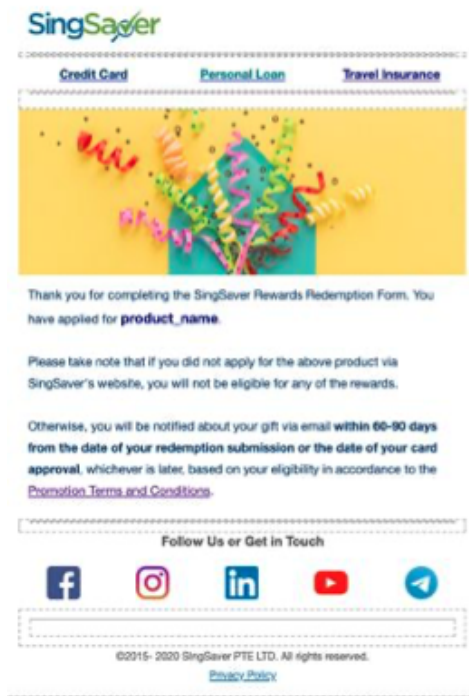 SingSaver
Credit Card Personal Loan Travel Insurance
Thank you for completing the SingSaver Rewards Redemption Form. You
have applied for product_name.
Please take note that if you did not apply for the above product via
SingSaver's website, you will not be eligible for any of the rewards.
Otherwise, you will be notified about your gift via email within 60-90 days
from the date of your redemption submission or the date of your card
approval, whichever is later, based on your eligibility in accordance to the
Promotion Terms and Conditions.
Follow Us or Get in Touch
©2015- 2020 SingSaver PTE LTD. All rights reserved.
Privacy Policy